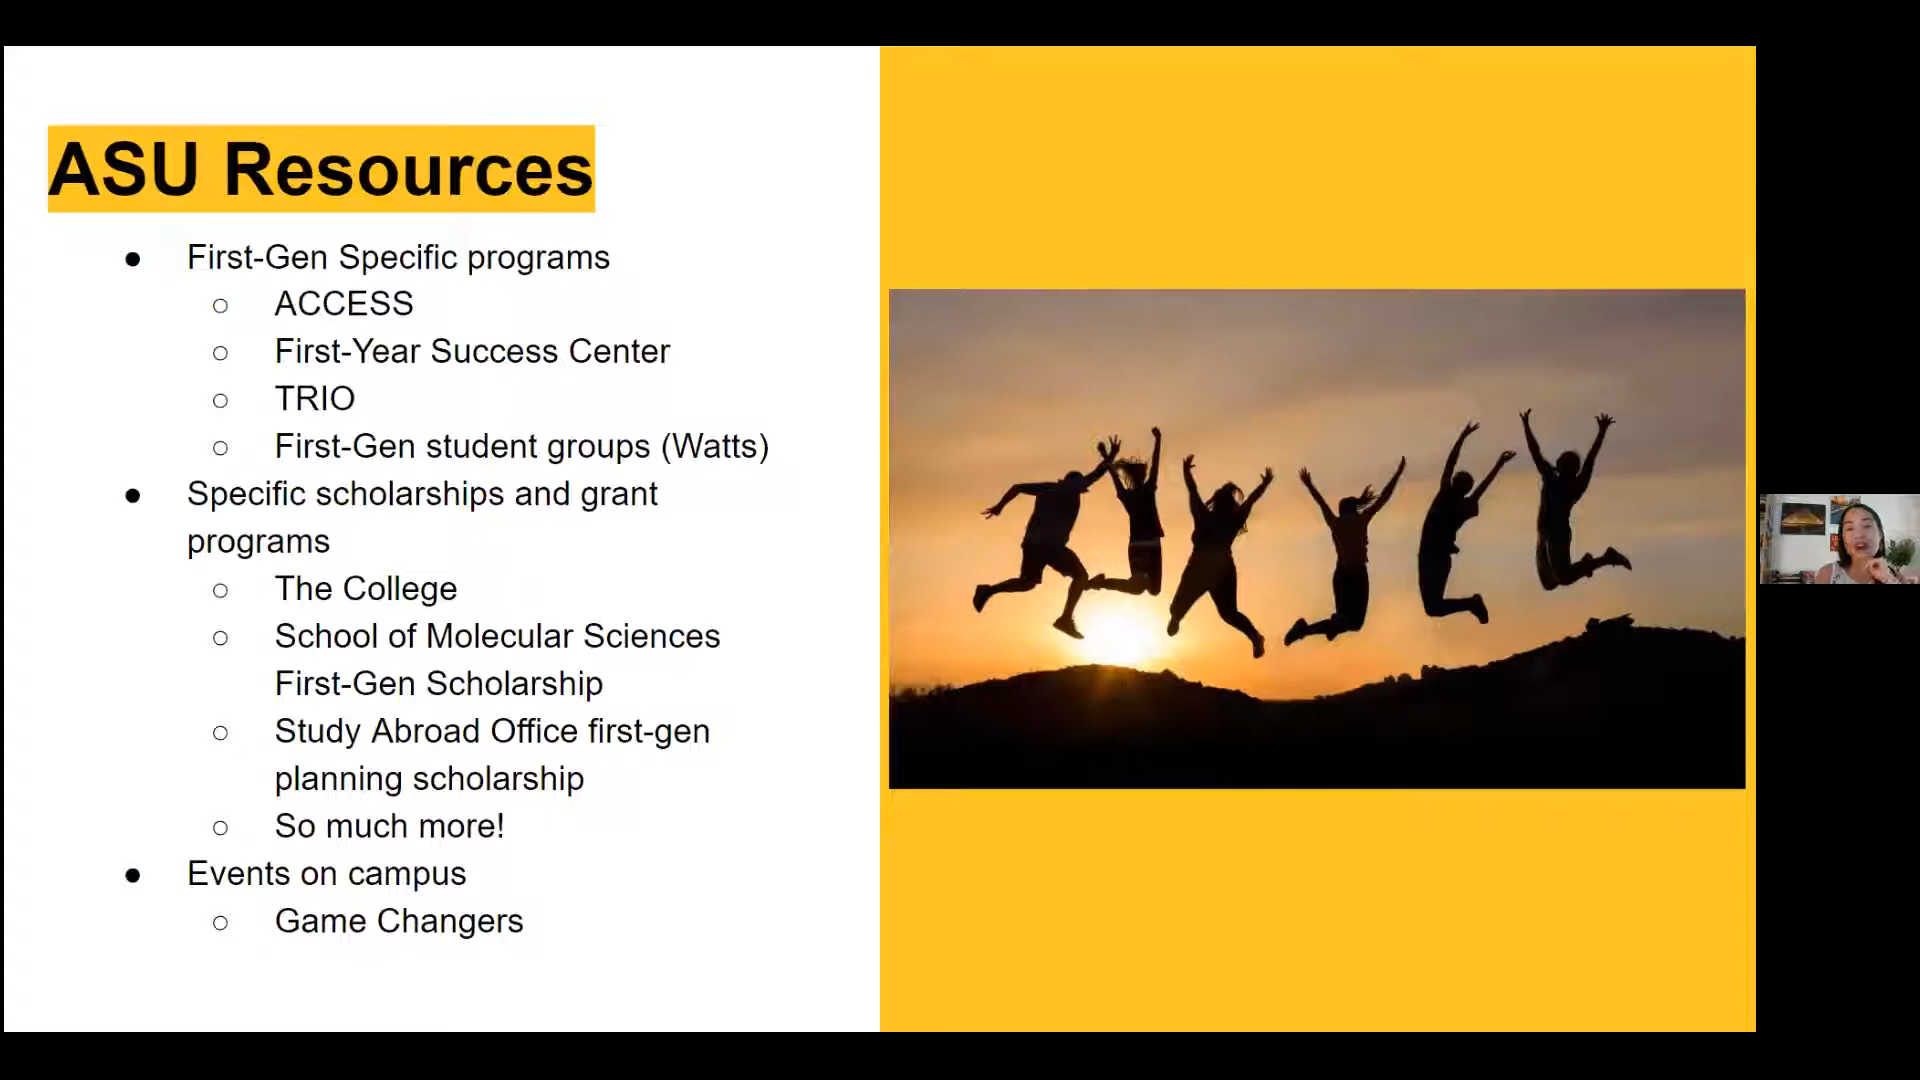 ASU Resources
● First-Gen Specific programs
○ ACCESS
○ First-Year Success Center
○ TRIO
○ First-Gen student groups (Watts)
● Specific scholarships and grant
programs
○ The College
○ School of Molecular Sciences
First-Gen Scholarship
○ Study Abroad Office first-gen
planning scholarship
○ So much more!
● Events on campus
○ Game Changers